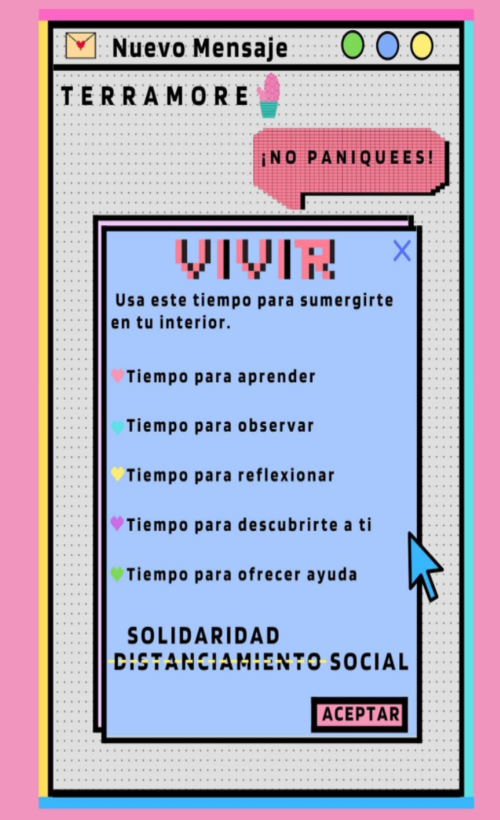 Nuevo Mensaje
TERRAMORE
¡NO PANIQUEES!
VIVIR
X
Usa este tiempo para sumergirte
en tu interior.
Tiempo para aprender
Tiempo para observar
Tiempo para reflexionar
Tiempo para descubrirte a ti
Tiempo para ofrecer ayuda
SOLIDARIDAD
DISTANCIAMIENTO SOCIAL
ACEPTAR